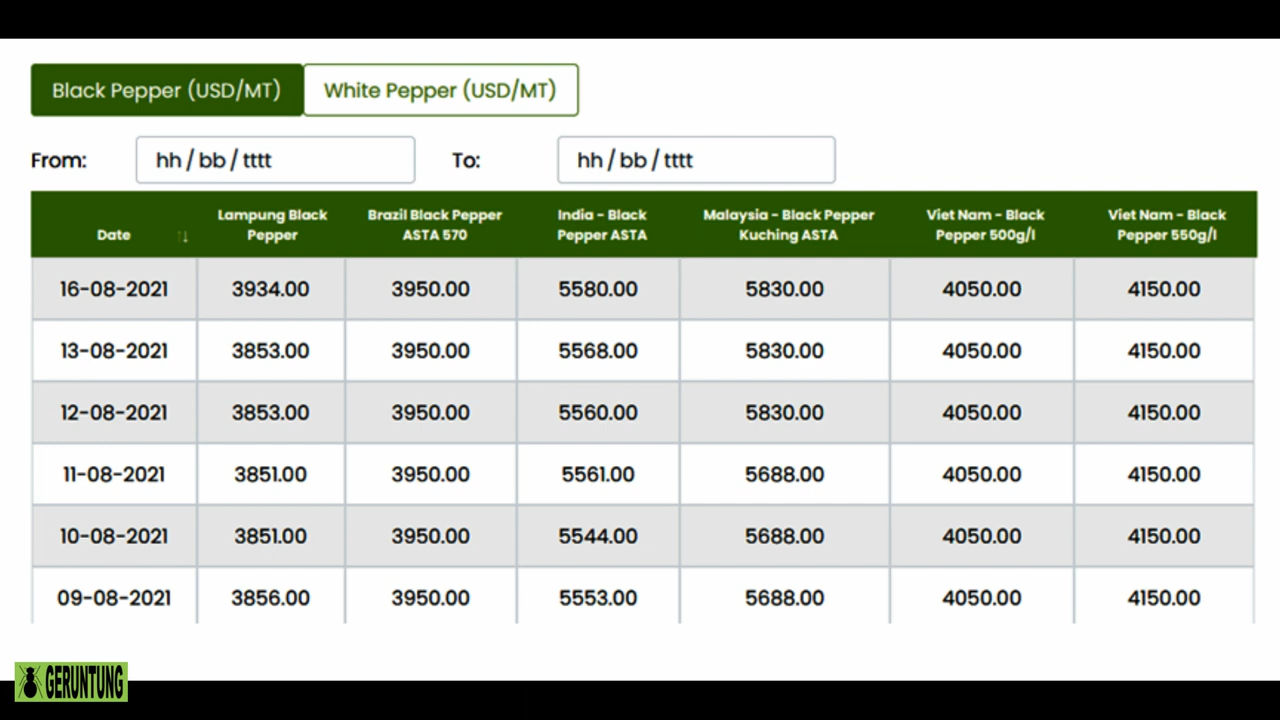 Black Pepper (USD/MT) White Pepper (USD/MT)
From: hh / bb / tttt To: hh / bb / tttt
Date Lampung Black Pepper Brazil Black Pepper ASTA 570 India - Black Pepper ASTA Malaysia - Black Pepper Kuching ASTA Viet Nam - Black Pepper 500g/l Viet Nam - Black Pepper 550g/l
16-08-2021 3934.00 3950.00 5580.00 5830.00 4050.00 4150.00
13-08-2021 3853.00 3950.00 5568.00 5830.00 4050.00 4150.00
12-08-2021 3853.00 3950.00 5560.00 5830.00 4050.00 4150.00
11-08-2021 3851.00 3950.00 5561.00 5688.00 4050.00 4150.00
10-08-2021 3851.00 3950.00 5544.00 5688.00 4050.00 4150.00
09-08-2021 3856.00 3950.00 5553.00 5688.00 4050.00 4150.00
GERUNTUNG